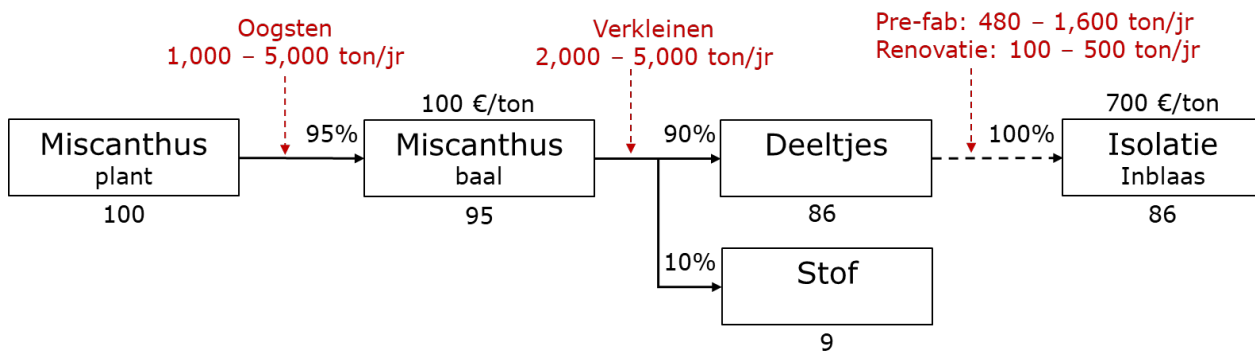 Oogsten
1,000 – 5,000 ton/jr
Verkleinen
2,000 – 5,000 ton/jr
Pre-fab: 480 – 1,600 ton/jr
Renovatie: 100 – 500 ton/jr
100 €/ton
700 €/ton
Miscanthus
plant
95%
Miscanthus
baal
90%
Deeltjes
100%
Isolatie
Inblaas
100
95
86
86
10%
Stof
9